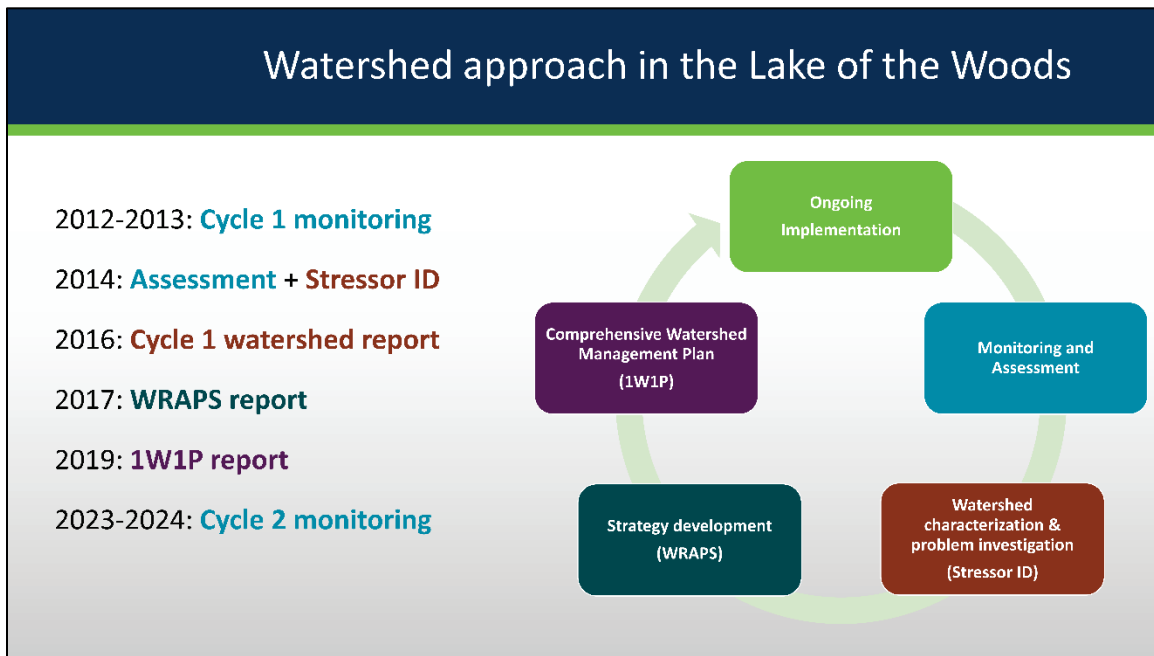 Watershed approach in the Lake of the Woods
2012-2013: Cycle 1 monitoring
2014: Assessment + Stressor ID
2016: Cycle 1 watershed report
2017: WRAPS report
2019: 1W1P report
2023-2024: Cycle 2 monitoring
Ongoing
Implementation
Monitoring and
Assessment
Watershed
characterization &
problem investigation
(Stressor ID)
Strategy development
(WRAPS)
Comprehensive Watershed
Management Plan
(1W1P)